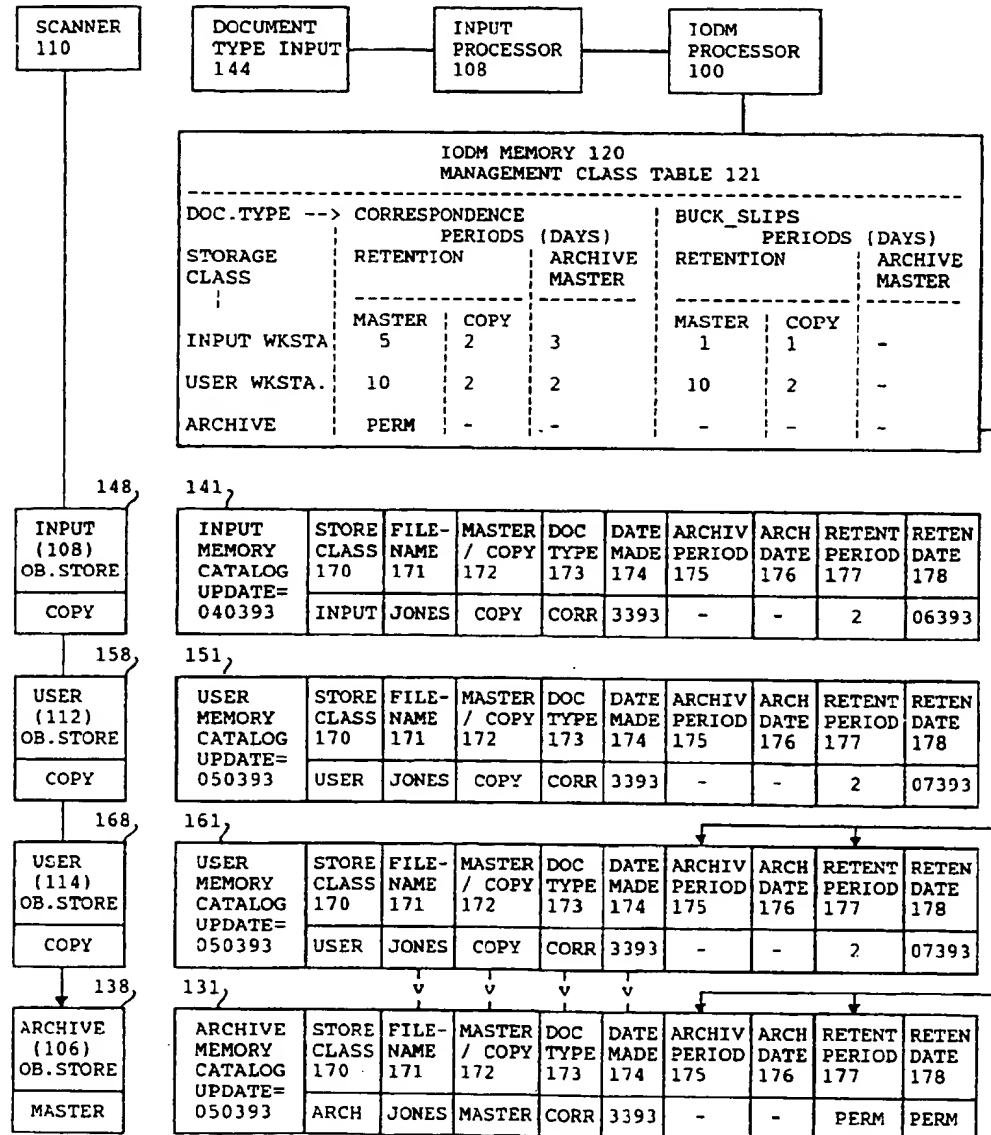 SCANNER
110
DOCUMENT
TYPE INPUT
144
INPUT
PROCESSOR
108
IODM
PROCESSOR
100
IODM MEMORY 120
MANAGEMENT CLASS TABLE 121
DOC.TYPE --> CORRESPONDENCE BUCK_SLIPS
PERIODS (DAYS) PERIODS (DAYS)
STORAGE RETENTION ARCHIVE RETENTION ARCHIVE
CLASS MASTER MASTER
MASTER COPY MASTER COPY
INPUT WKSTA 5 2 3 1 1 -
USER WKSTA. 10 2 2 10 2 -
ARCHIVE PERM - - - - -
148
INPUT
(108)
OB.STORE
COPY
141
INPUT STORE FILE- MASTER DOC DATE ARCHIV ARCH RETENT RETEN
MEMORY CLASS NAME / COPY TYPE MADE PERIOD DATE PERIOD DATE
CATALOG 170 171 172 173 174 175 176 177 178
UPDATE=
040393 INPUT JONES COPY CORR 3393 - - 2 06393
158
USER
(112)
OB.STORE
COPY
151
USER STORE FILE- MASTER DOC DATE ARCHIV ARCH RETENT RETEN
MEMORY CLASS NAME / COPY TYPE MADE PERIOD DATE PERIOD DATE
CATALOG 170 171 172 173 174 175 176 177 178
UPDATE=
050393 USER JONES COPY CORR 3393 - - 2 07393
168
USER
(114)
OB.STORE
COPY
161
USER STORE FILE- MASTER DOC DATE ARCHIV ARCH RETENT RETEN
MEMORY CLASS NAME / COPY TYPE MADE PERIOD DATE PERIOD DATE
CATALOG 170 171 172 173 174 175 176 177 178
UPDATE=
050393 USER JONES COPY CORR 3393 - - 2 07393
138
ARCHIVE
(106)
OB.STORE
MASTER
131
ARCHIVE STORE FILE- MASTER DOC DATE ARCHIV ARCH RETENT RETEN
MEMORY CLASS NAME / COPY TYPE MADE PERIOD DATE PERIOD DATE
CATALOG 170 171 172 173 174 175 176 177 178
UPDATE=
050393 ARCH JONES MASTER CORR 3393 - - PERM PERM